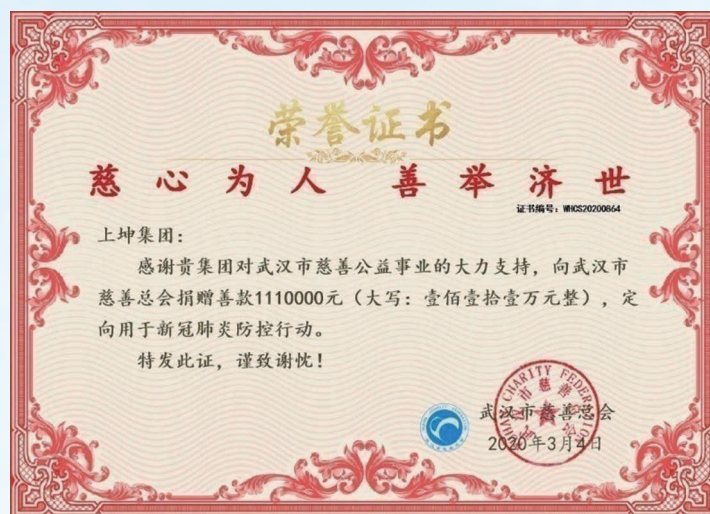 荣誉证书
慈心为人 善举济世
证书编号：WHCS20200864
上坤集团：
感谢贵集团对武汉市慈善公益事业的大力支持，向武汉市
慈善总会捐赠善款1110000元（大写：壹佰壹拾壹万元整），定
向用于新冠肺炎防控行动。
特发此证，谨致谢忱！
武汉市慈善总会
2020年3月4日